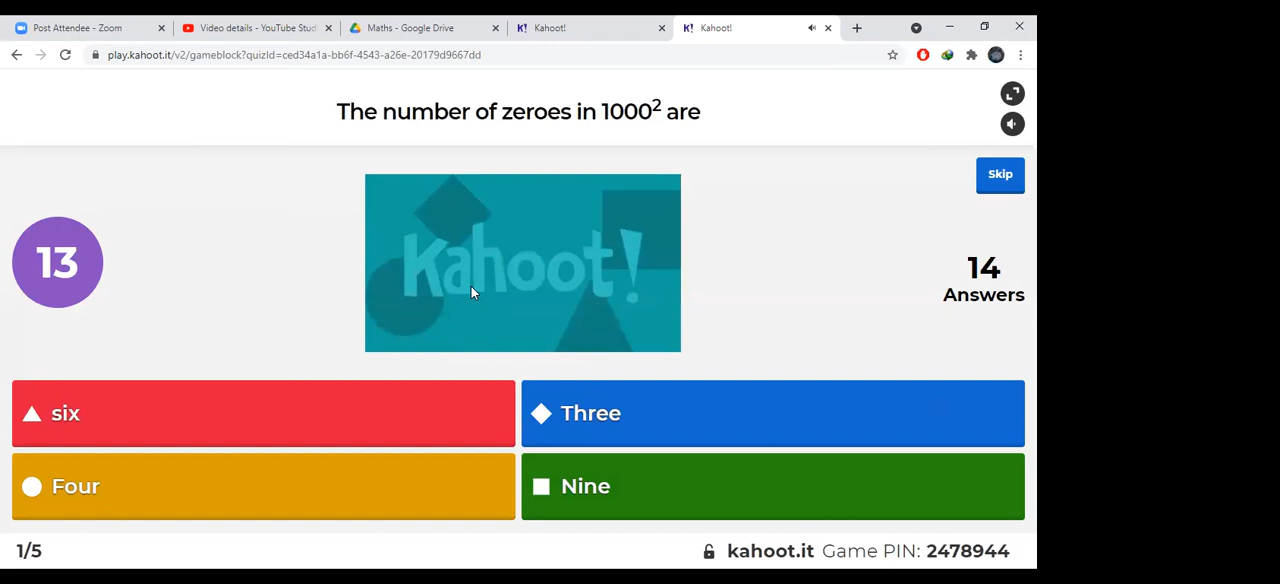 Post Attendee - Zoom
Video details - YouTube Stud
Maths - Google Drive
K! Kahoot!
K! Kahoot!
play.kahoot.it/v2/gameblock?quizId=ced34a1a-bb6f-4543-a26e-20179d9667dd
The number of zeroes in 1000² are
Skip
13
Kahoot!
14
Answers
six
Three
Four
Nine
1/5
kahoot.it Game PIN: 2478944